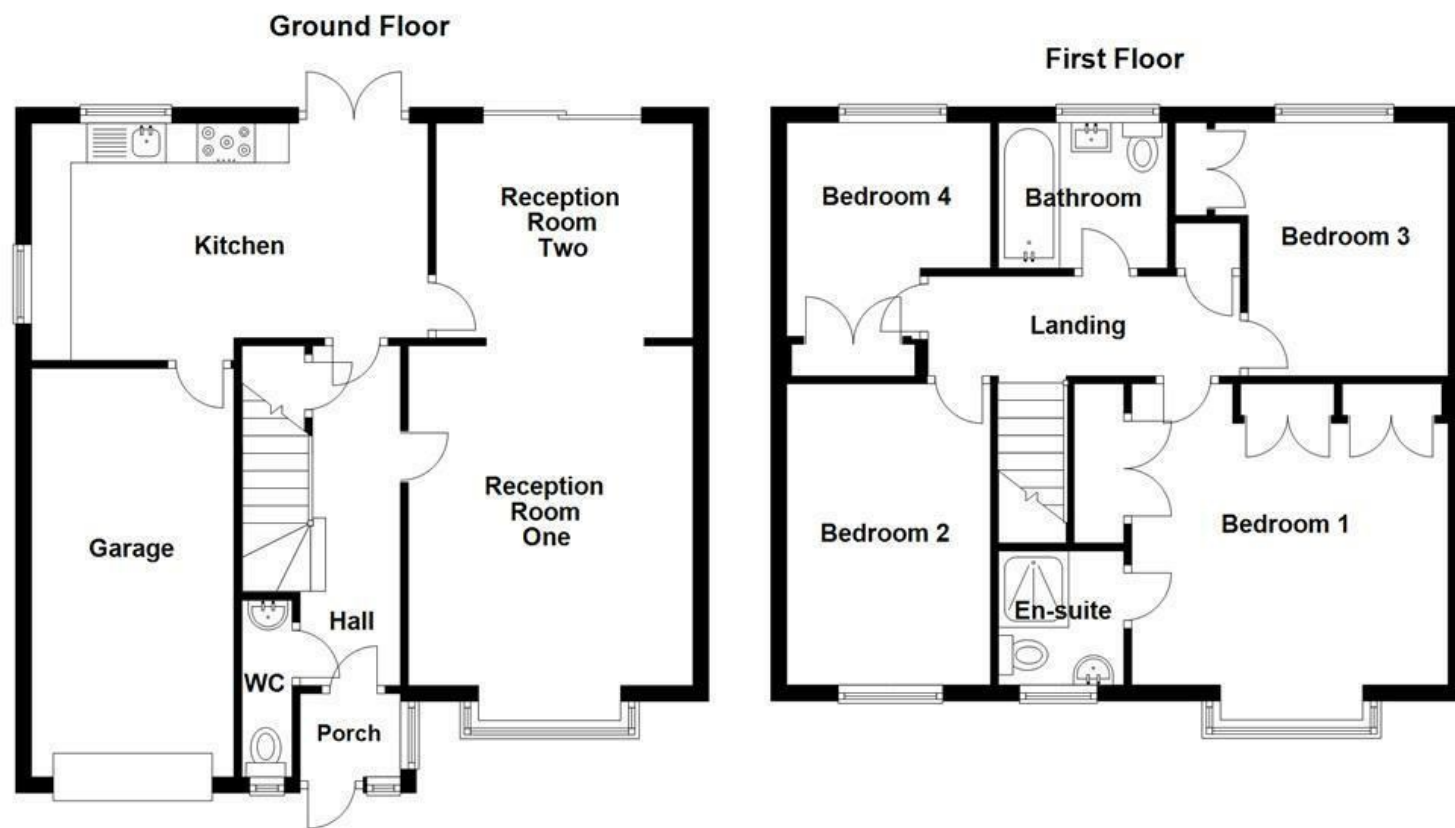 Ground Floor
Kitchen
Reception
Room
Two
Garage
Reception
Room
One
Hall
WC
Porch
First Floor
Bedroom 4
Bathroom
Bedroom 3
Landing
Bedroom 2
Bedroom 1
En-suite